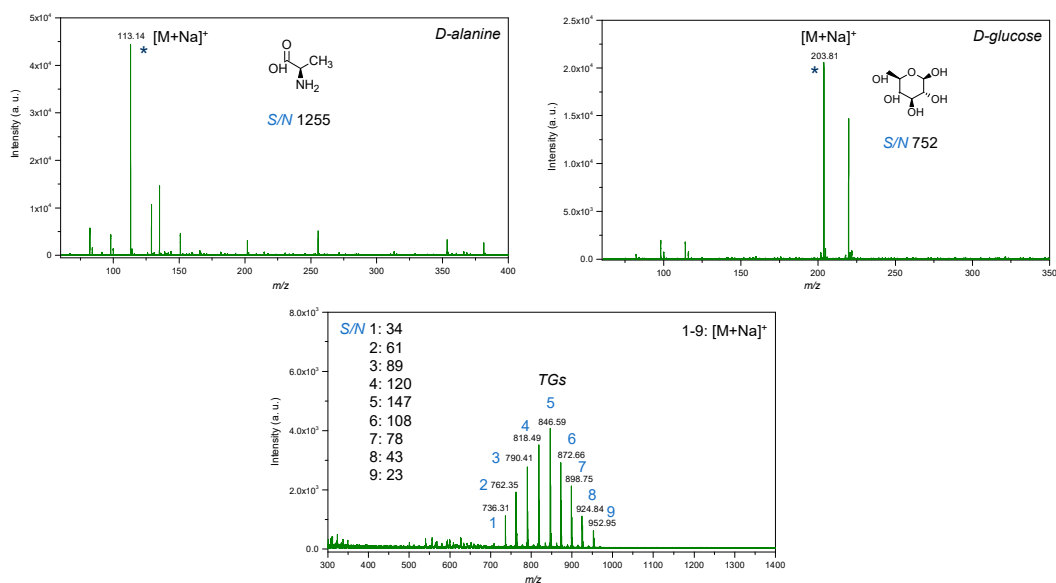 5x10⁴
4x10⁴
3x10⁴
2x10⁴
1x10⁴
0
Intensity (a. u.)
113.14
[M+Na]⁺
*
D-alanine
O
OH
CH₃
NH₂
S/N 1255
100
150
200
250
300
350
400
m/z
2.5x10⁴
2.0x10⁴
1.5x10⁴
1.0x10⁴
5.0x10³
0.0
Intensity (a. u.)
[M+Na]⁺
203.81
*
D-glucose
OH
O
OH
OH
OH
OH
S/N 752
100
150
200
250
300
350
m/z
8.0x10³
6.0x10³
4.0x10³
2.0x10³
0.0
Intensity (a. u.)
S/N 1: 34
2: 61
3: 89
4: 120
5: 147
6: 108
7: 78
8: 43
9: 23
1-9: [M+Na]⁺
TGs
1
736.31
2
762.35
3
790.41
4
818.49
5
846.59
6
872.66
7
898.75
8
924.84
9
952.95
300
400
500
600
700
800
900
1000
1100
1200
1300
1400
m/z